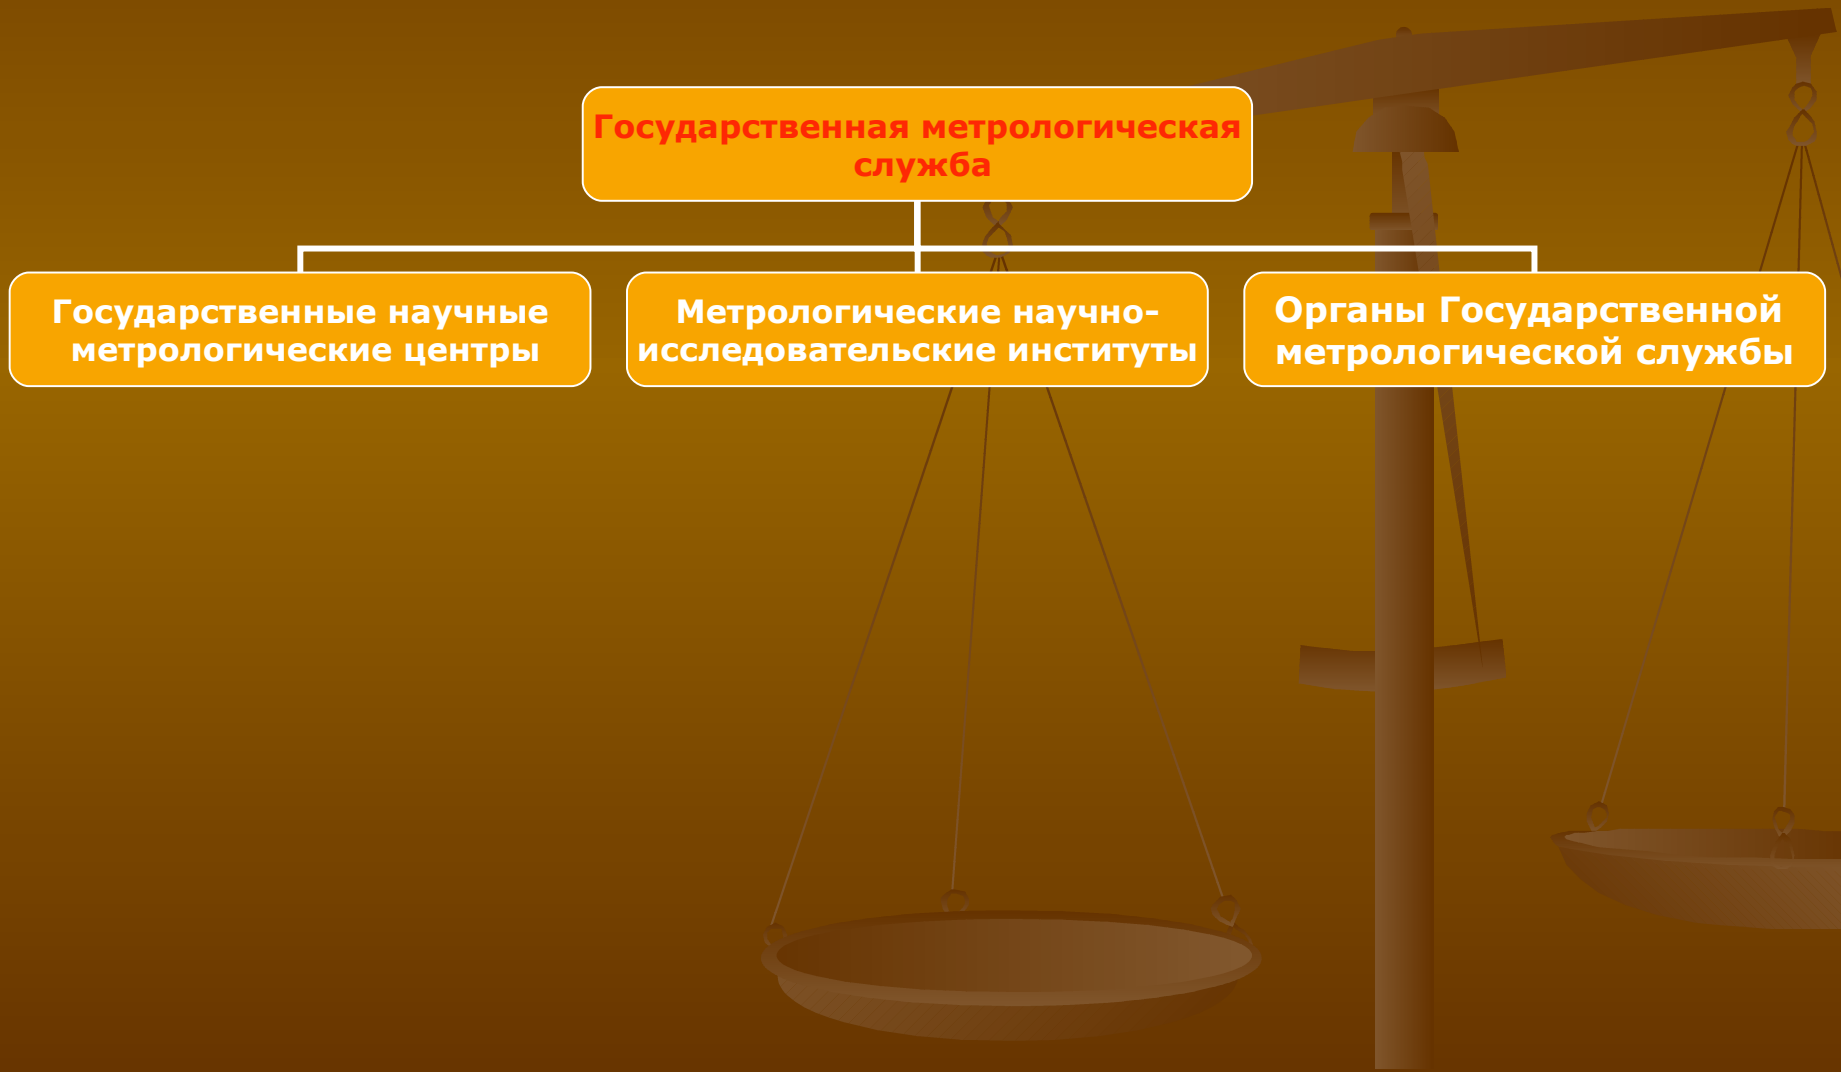 Государственная метрологическая
служба
Государственные научные
метрологические центры
Метрологические научно-
исследовательские институты
Органы Государственной
метрологической службы